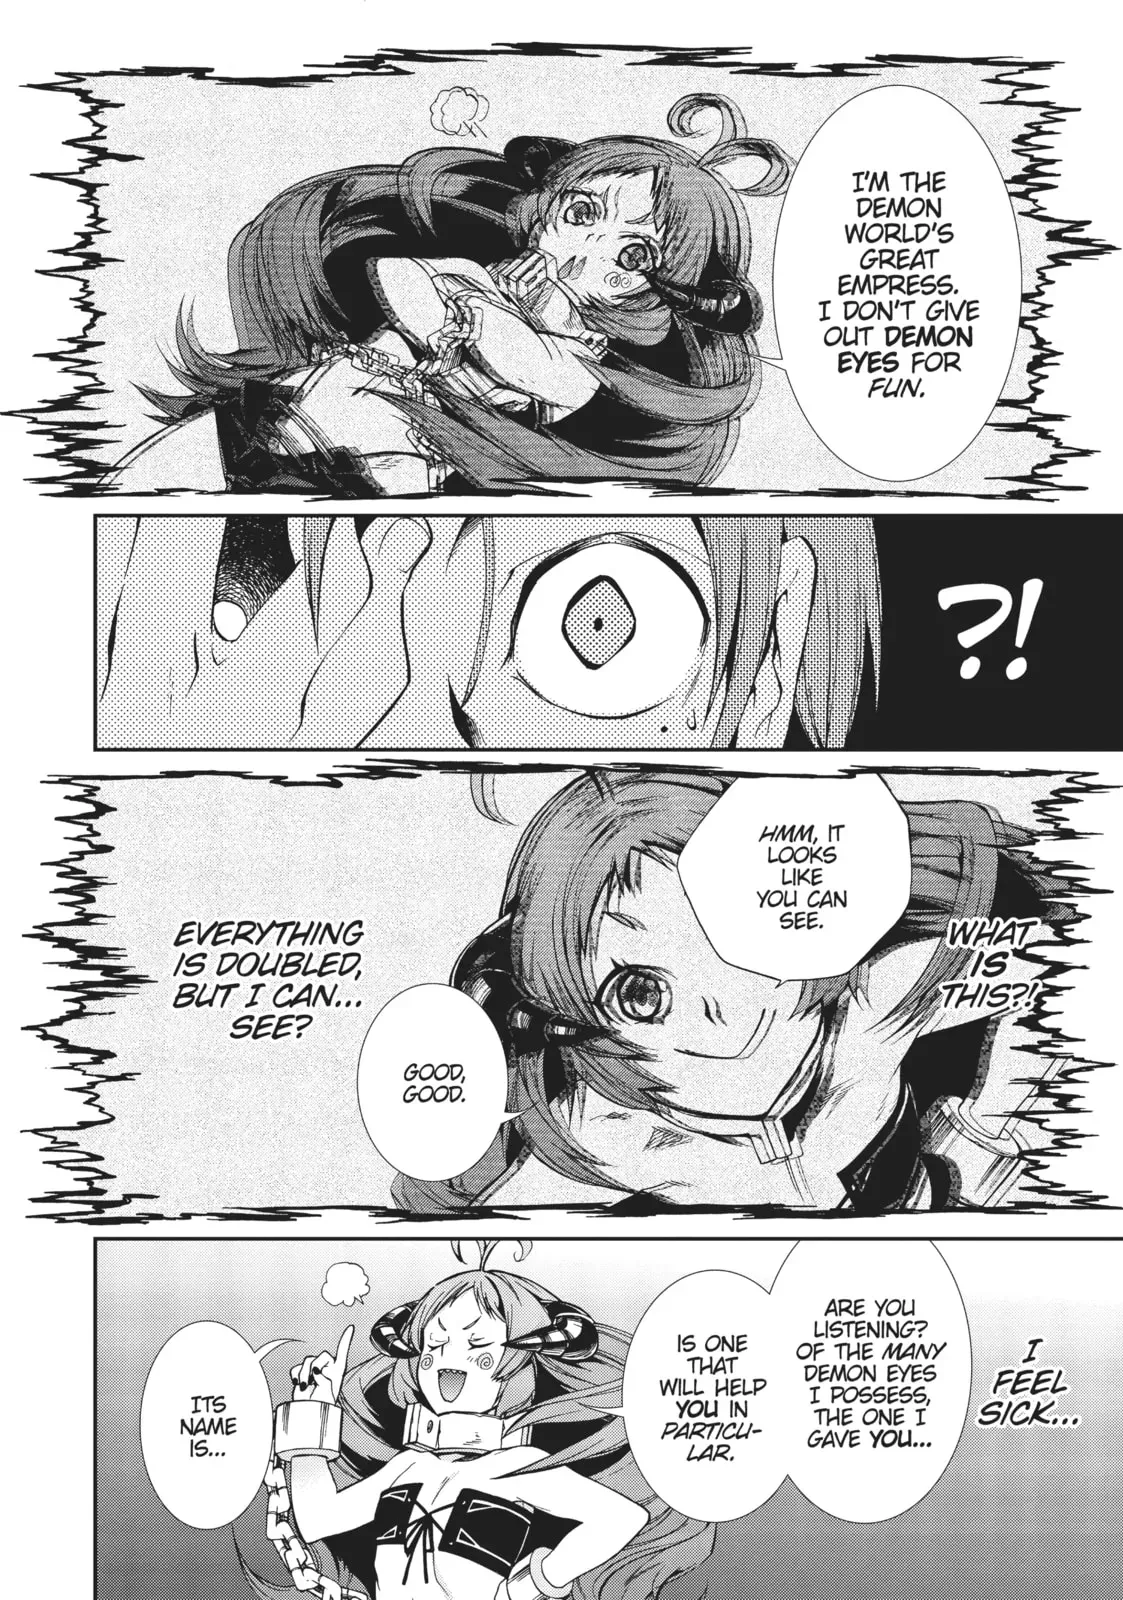 I'M THE
DEMON
WORLD'S
GREAT
EMPRESS.
I DON'T GIVE
OUT DEMON
EYES FOR
FUN.
?!
HMM, IT
LOOKS
LIKE
YOU CAN
SEE.
WHAT
IS
THIS?!
EVERYTHING
IS DOUBLED,
BUT I CAN...
SEE?
GOOD,
GOOD.
I
FEEL
SICK...
ARE YOU
LISTENING?
OF THE MANY
DEMON EYES
I POSSESS,
THE ONE I
GAVE YOU...
IS ONE
THAT
WILL HELP
YOU IN
PARTICU-
LAR.
ITS
NAME
IS...